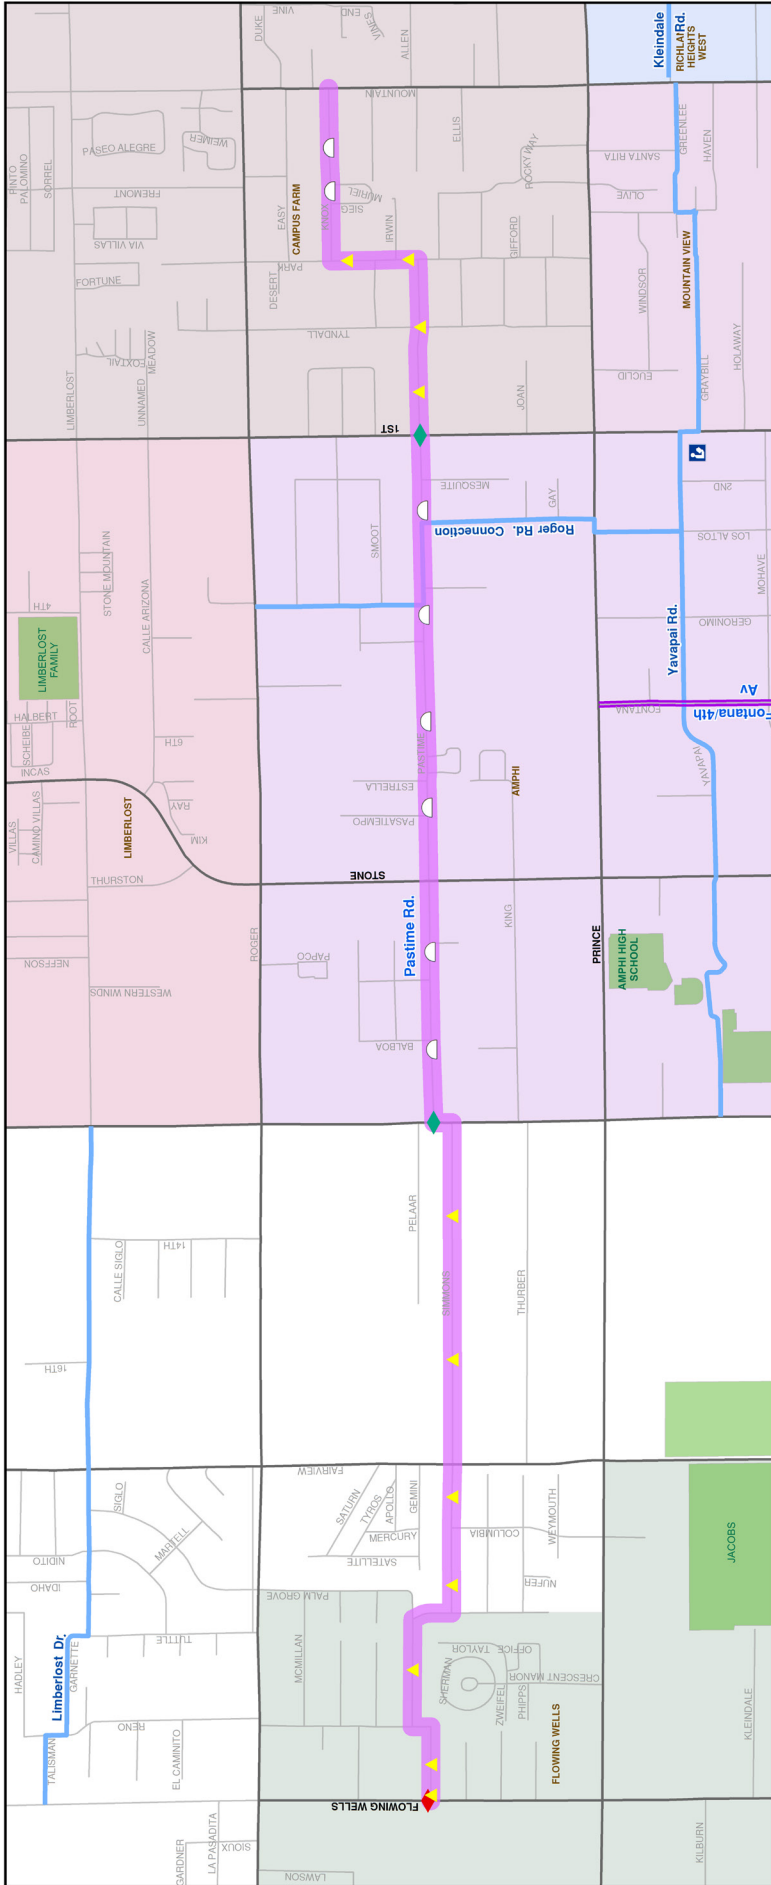 DUKE
VINE
END
VINES
ALLEN
Kleindale
Rd.
RICHLA
HEIGHTS
WEST
MOUNTAIN
PINTO
PALOMINO
SORREL
PASEO ALEGRE
WEIMER
ELLIS
ROCKY WAY
SANTA RITA
GREENLEE
HAVEN
FREMONT
EASY
CAMPUS FARM
KNOX
MURIEL
SIEG
IRWIN
OLIVE
VIA VILLAS
GIFFORD
FORTUNE
DESERT
PARK
WINDSOR
MOUNTAIN VIEW
LIMBERLOST
FOXTAIL
UNNAMED
MEADOW
TYNDALL
JOAN
EUCLID
GRAYBILL
HOLAWAY
1ST
MESQUITE
GAY
2ND
STONE MOUNTAIN
SMOOT
Roger Rd. Connection
LOS ALTOS
MOHAVE
4TH
CALLE ARIZONA
LIMBERLOST
FAMILY
Yavapai Rd.
GERONIMO
SCHEIBE
HALBERT
ROOT
INCAS
6TH
PASTIME
FONTANA
Fontana/4th
Av
YAVAPAI
ESTRELLA
AMPHI
VILLAS
CAMINO VILLAS
LIMBERLOST
RAY
KIM
PASATIEMPO
THURSTON
STONE
Pastime Rd.
KING
PRINCE
AMPHI HIGH
SCHOOL
NEFFSON
WESTERN WINDS
ROGER
PAPCO
BALBOA
PELAAR
CALLE SIGLO
14TH
SIMMONS
THURBER
16TH
FAIRVIEW
SIGLO
MARTELL
SATURN
TYROS
APOLLO
GEMINI
MERCURY
SATELLITE
COLUMBIA
WEYMOUTH
NUFER
JACOBS
NIDITO
IDAHO
PALM GROVE
HADLEY
Limberlost Dr.
GARNETTE
TUTTLE
MCMILLAN
SHERMAN
TAYLOR
OFFICE
ZWEIFEL
PHIPPS
CRESCENT MANOR
TALISMAN
RENO
EL CAMINITO
FLOWING WELLS
KLEINDALE
FLOWING WELLS
GARDNER
LA PASADITA
SIOUX
LAWSON
KILBURN